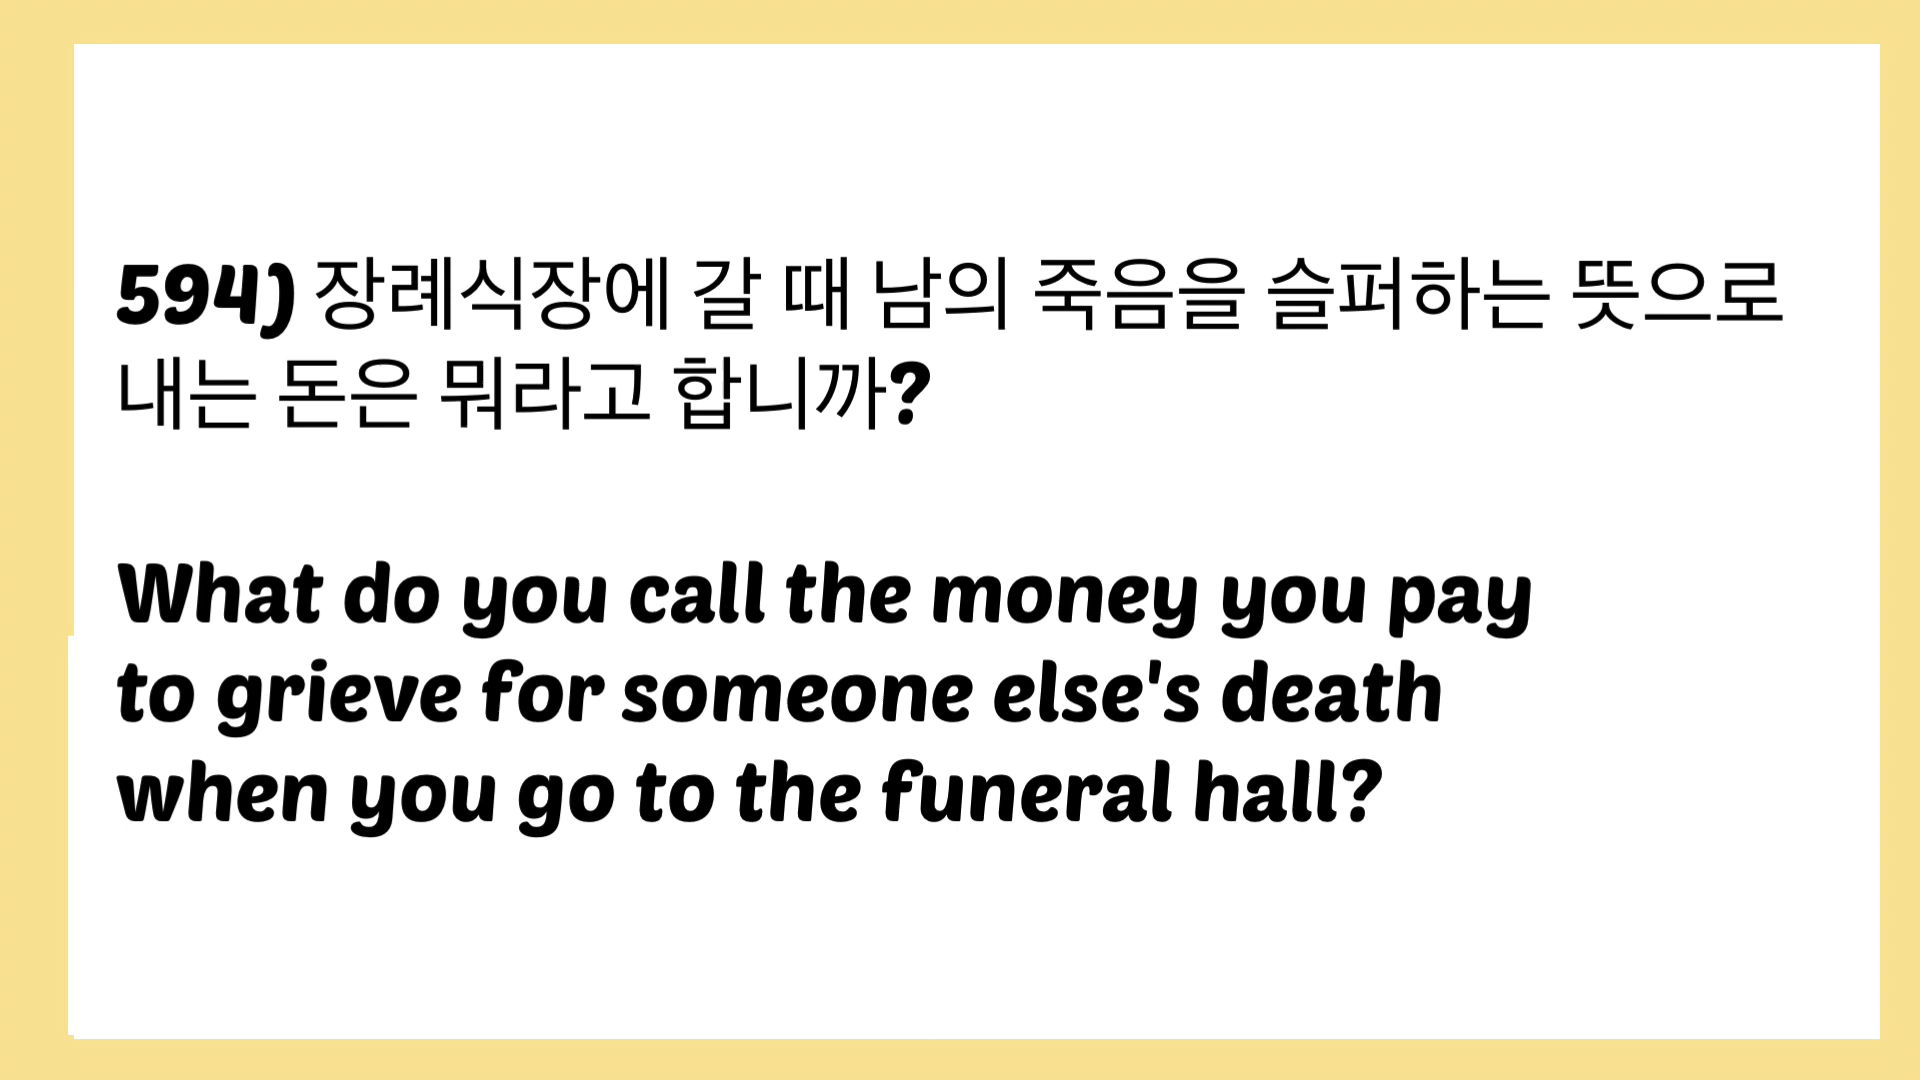 594) 장례식장에 갈 때 남의 죽음을 슬퍼하는 뜻으로
내는 돈은 뭐라고 합니까?
What do you call the money you pay
to grieve for someone else's death
when you go to the funeral hall?